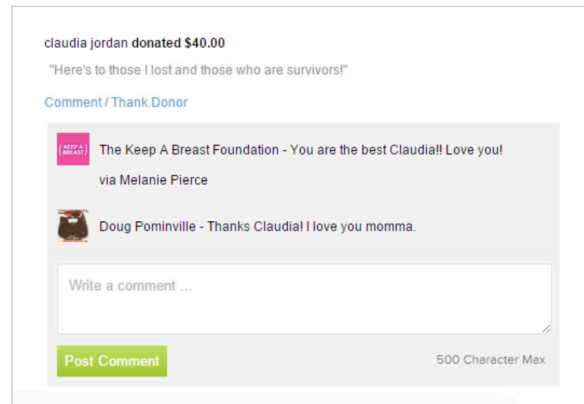 claudia jordan donated $40.00
"Here's to those I lost and those who are survivors!"
Comment / Thank Donor
(KEEP A BREAST)
The Keep A Breast Foundation - You are the best Claudia!! Love you!
via Melanie Pierce
Doug Pominville - Thanks Claudia! I love you momma.
Write a comment ...
Post Comment
500 Character Max